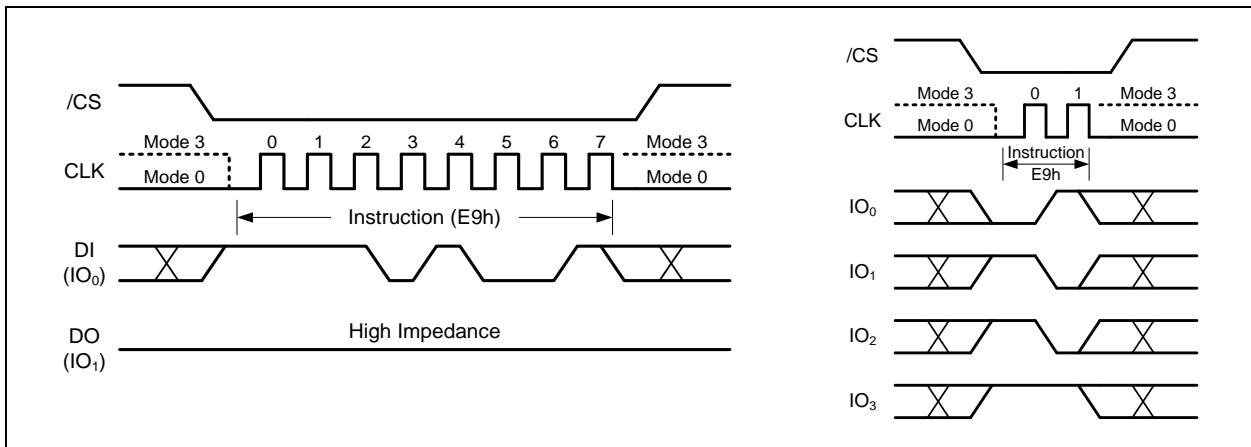 /CS
Mode 3 0 1 2 3 4 5 6 7 Mode 3
CLK Mode 0 Mode 0
Instruction (E9h)
DI
(IO0)
High Impedance
DO
(IO1)
/CS
Mode 3 0 1 Mode 3
CLK Mode 0 Mode 0
Instruction
E9h
IO0
IO1
IO2
IO3